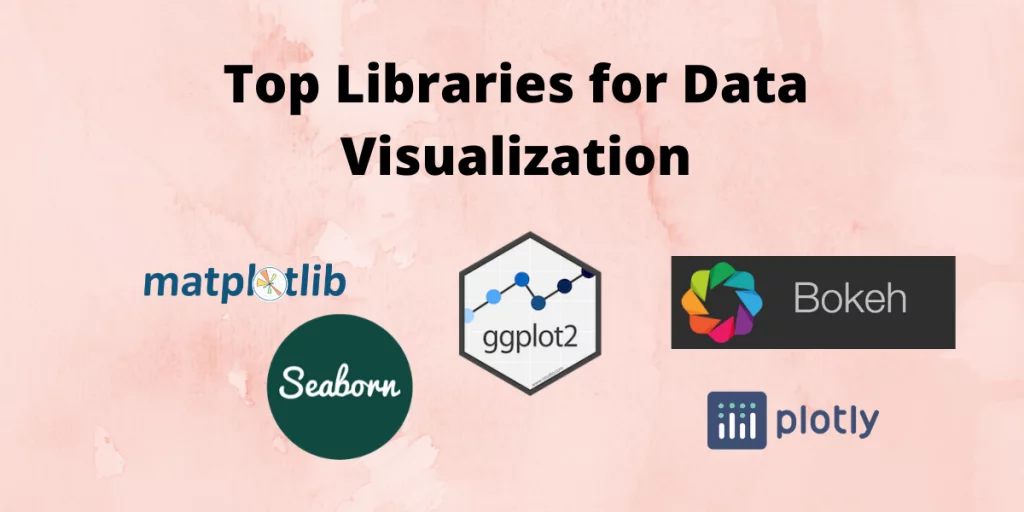 Top Libraries for Data
Visualization
matplotlib
Seaborn
ggplot2
Bokeh
plotly